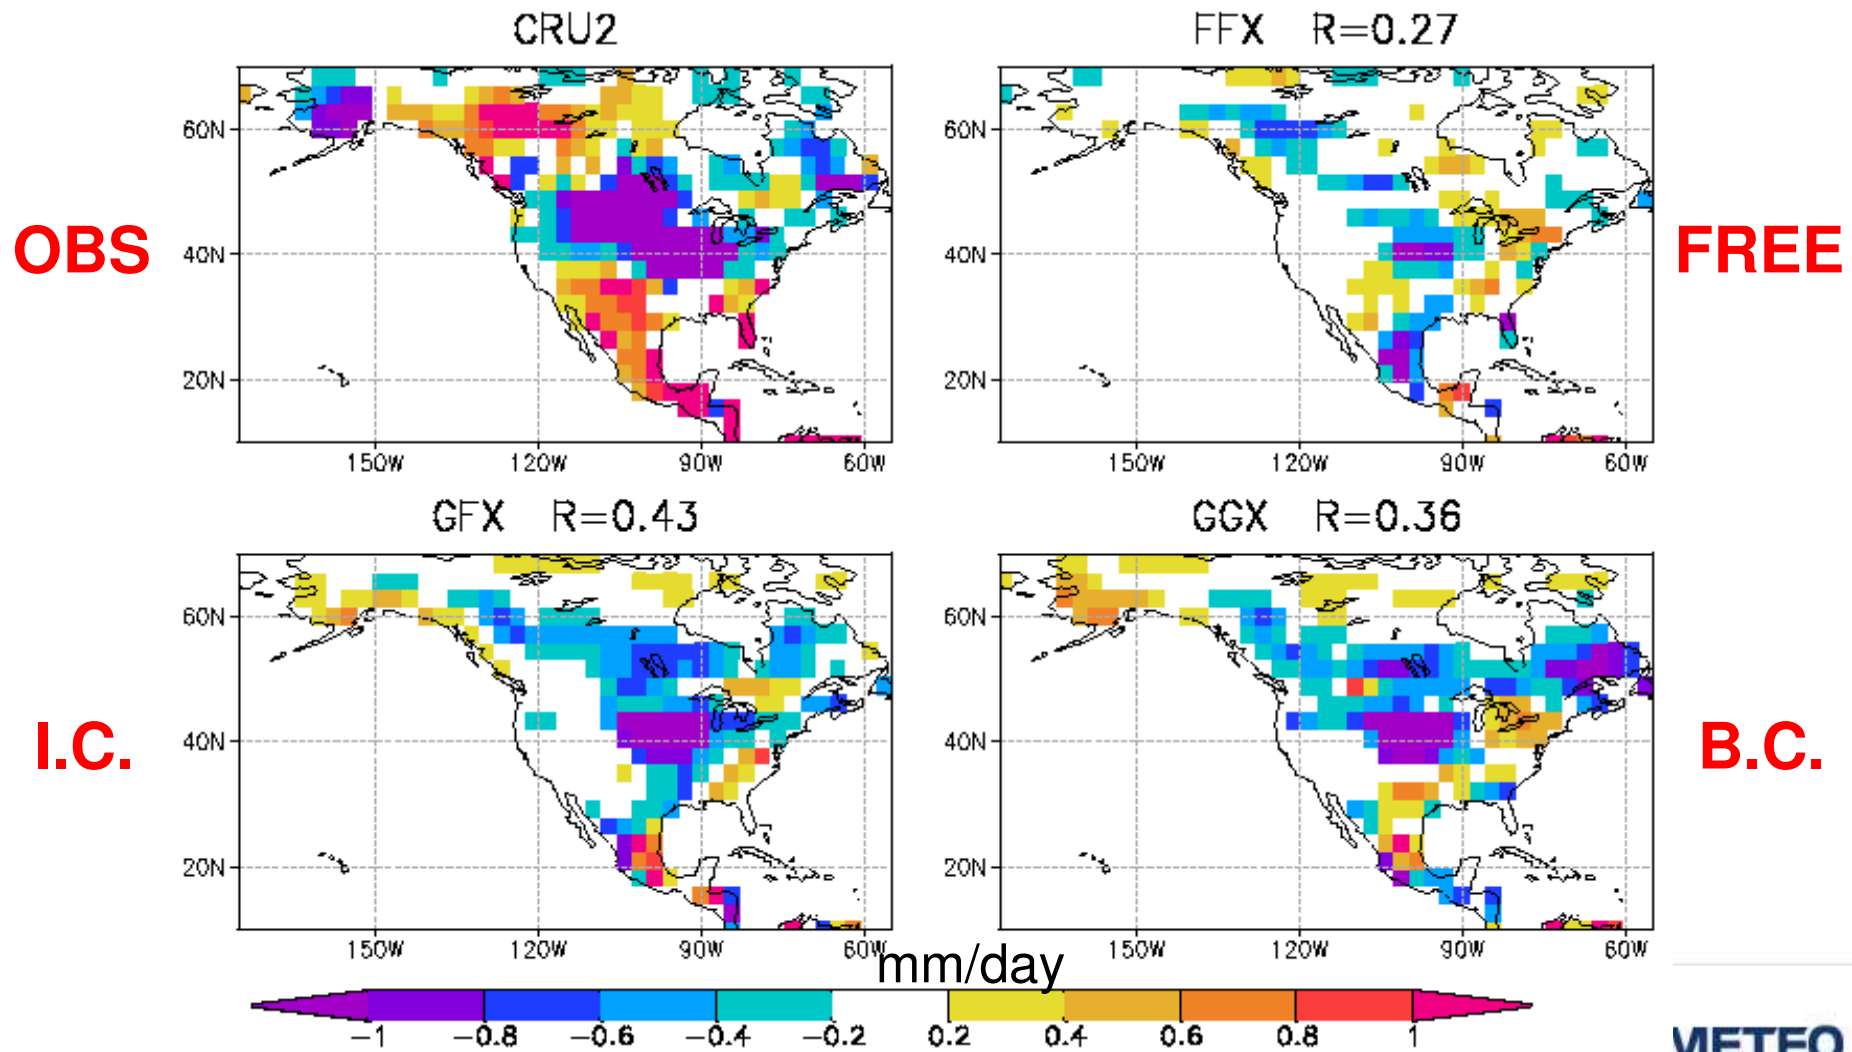 CRU2
FFX R=0.27
60N
40N
20N
150W 120W 90W 60W
OBS
60N
40N
20N
150W 120W 90W 60W
FREE
GFX R=0.43
GGX R=0.36
60N
40N
20N
150W 120W 90W 60W
I.C.
60N
40N
20N
150W 120W 90W 60W
B.C.
mm/day
−1 −0.8 −0.6 −0.4 −0.2 0.2 0.4 0.6 0.8 1
METEO